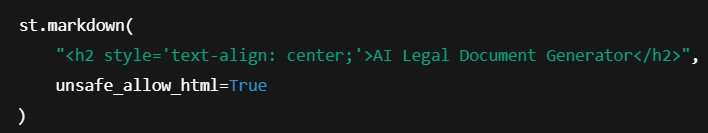 st.markdown(
    "<h2 style='text-align: center;'>AI Legal Document Generator</h2>",
    unsafe_allow_html=True
)